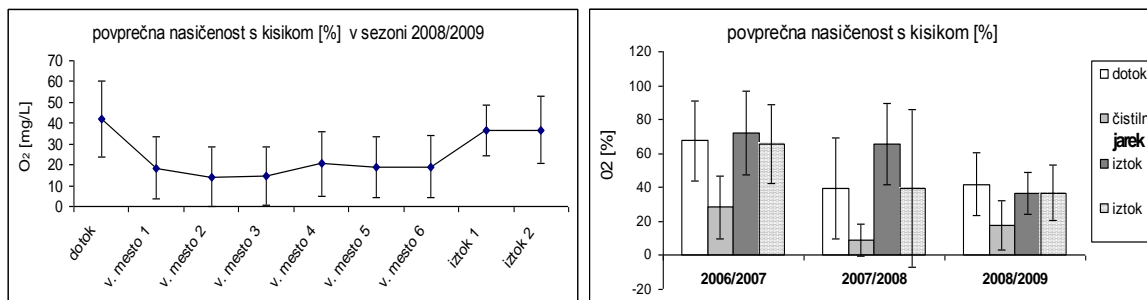 povprečna nasičenost s kisikom [%] v sezoni 2008/2009
O₂ [mg/L]
70
60
50
40
30
20
10
0
dotok
v. mesto 1
v. mesto 2
v. mesto 3
v. mesto 4
v. mesto 5
v. mesto 6
iztok 1
iztok 2
povprečna nasičenost s kisikom [%]
O2 [%]
120
100
80
60
40
20
0
-20
2006/2007
2007/2008
2008/2009
dotok
čistiln
jarek
iztok
iztok